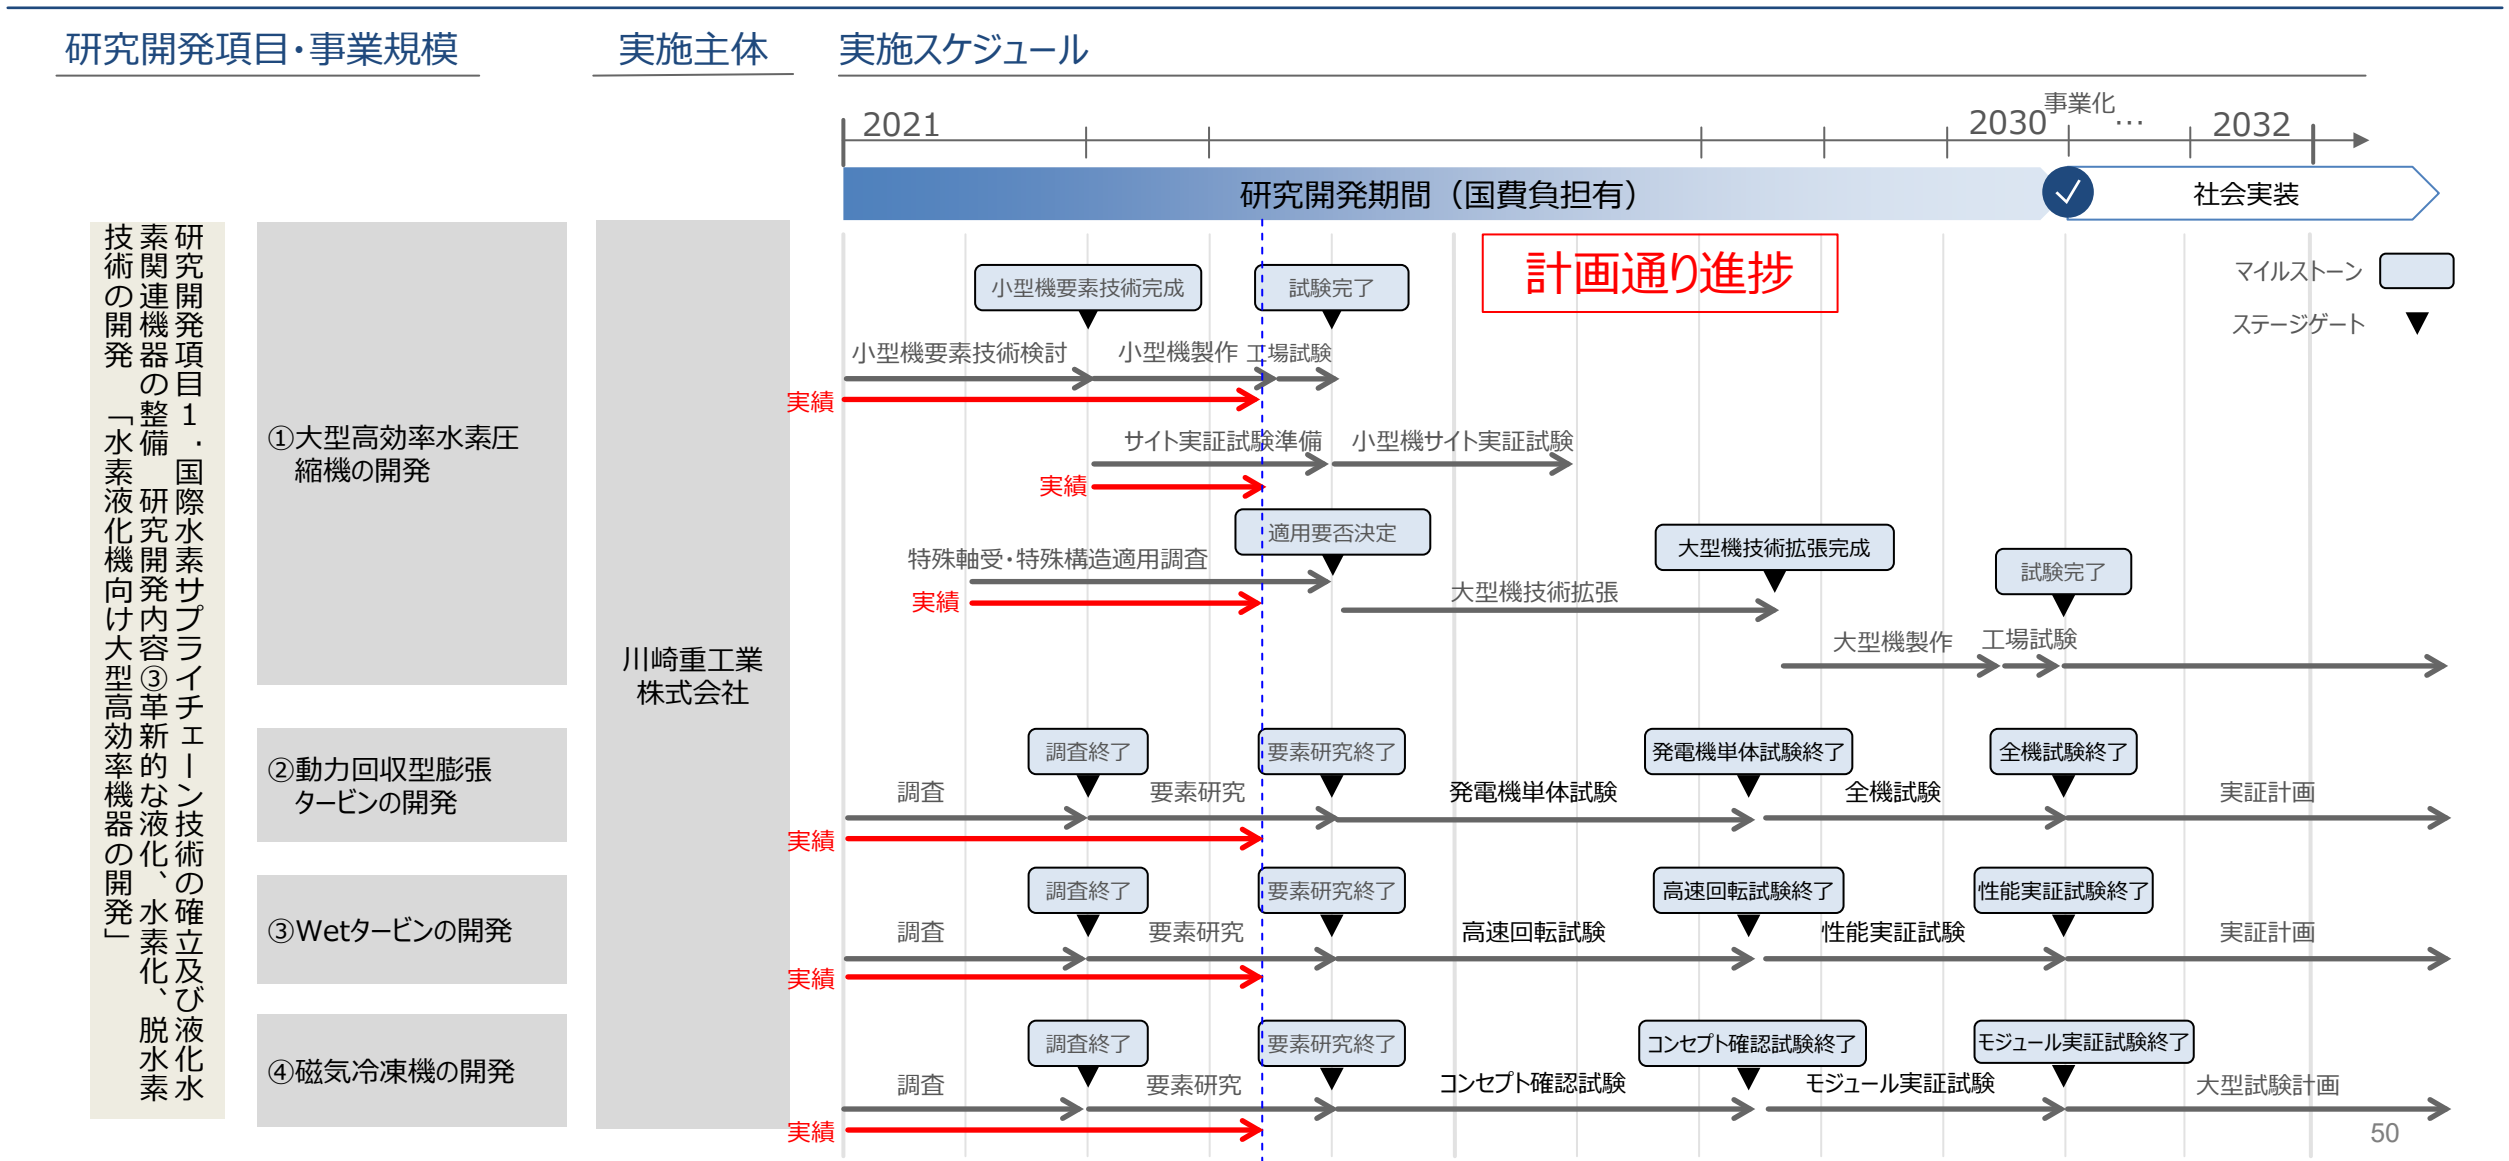 研究開発項目・事業規模
実施主体
実施スケジュール
2021
2030
事業化
…
2032
研究開発期間（国費負担有）
社会実装
計画通り進捗
マイルストーン
ステージゲート
研究開発項目１．国際水素サプライチェーン技術の確立及び液化水
素関連機器の整備　研究開発内容③革新的な液化、水素化、脱水素
技術の開発　「水素液化機向け大型高効率機器の開発」
川崎重工業
株式会社
①大型高効率水素圧
縮機の開発
小型機要素技術完成
試験完了
小型機要素技術検討
小型機製作
工場試験
実績
サイト実証試験準備
小型機サイト実証試験
実績
適用要否決定
特殊軸受・特殊構造適用調査
実績
大型機技術拡張完成
大型機技術拡張
試験完了
大型機製作
工場試験
②動力回収型膨張
タービンの開発
調査終了
要素研究終了
発電機単体試験終了
全機試験終了
調査
要素研究
発電機単体試験
全機試験
実証計画
実績
③Wetタービンの開発
調査終了
要素研究終了
高速回転試験終了
性能実証試験終了
調査
要素研究
高速回転試験
性能実証試験
実証計画
実績
④磁気冷凍機の開発
調査終了
要素研究終了
コンセプト確認試験終了
モジュール実証試験終了
調査
要素研究
コンセプト確認試験
モジュール実証試験
大型試験計画
実績
50